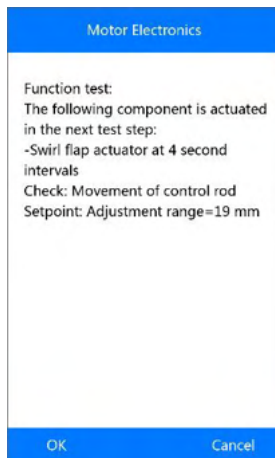 Motor Electronics
Function test:
The following component is actuated
in the next test step:
-Swirl flap actuator at 4 second
intervals
Check: Movement of control rod
Setpoint: Adjustment range=19 mm
OK
Cancel